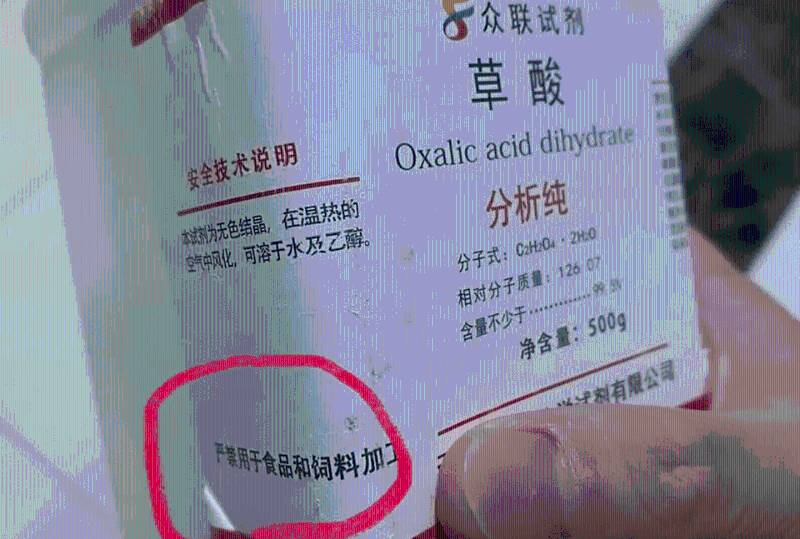 众联试剂
草酸
Oxalic acid dihydrate
分析纯
分子式：C₂H₂O₄·2H₂O
相对分子质量：126.07
含量不少于............99.5%
净含量：500g
学试剂有限公司
安全技术说明
本试剂为无色结晶，在温热的
空气中风化，可溶于水及乙醇。
严禁用于食品和饲料加工